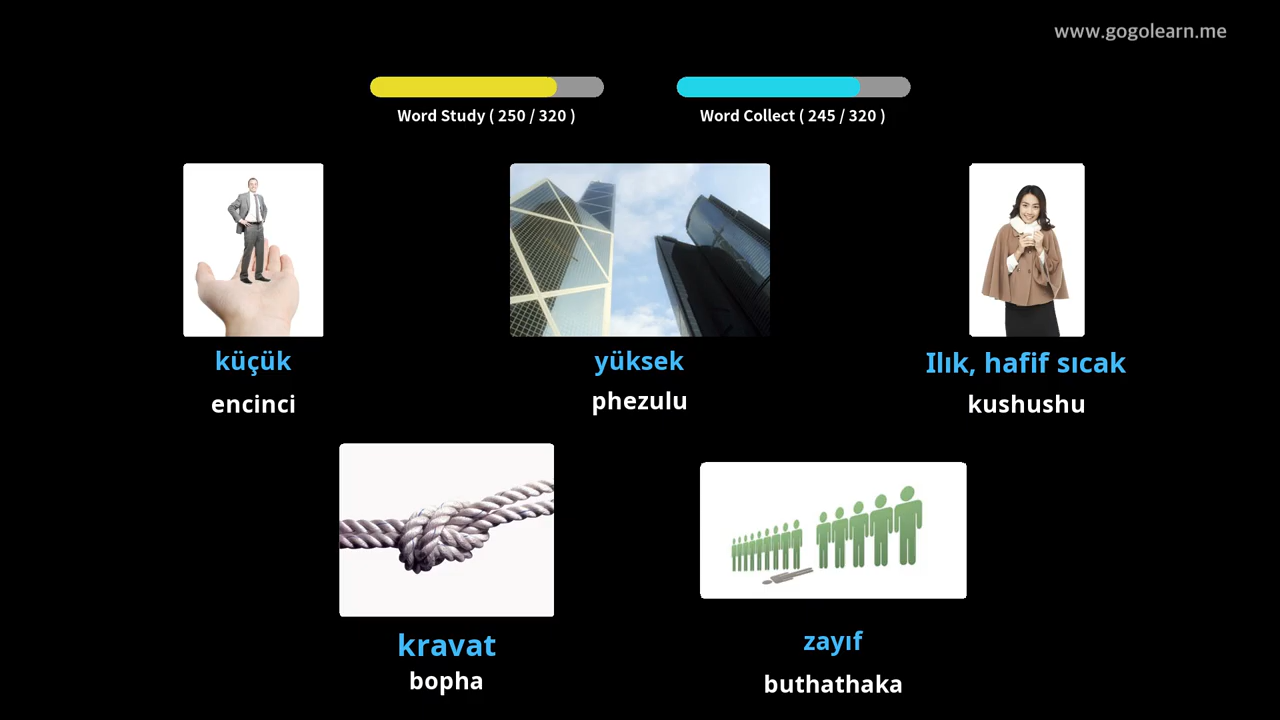 www.gogolearn.me
Word Study ( 250 / 320 )
Word Collect ( 245 / 320 )
küçük
encinci
yüksek
phezulu
Ilık, hafif sıcak
kushushu
kravat
bopha
zayıf
buthathaka